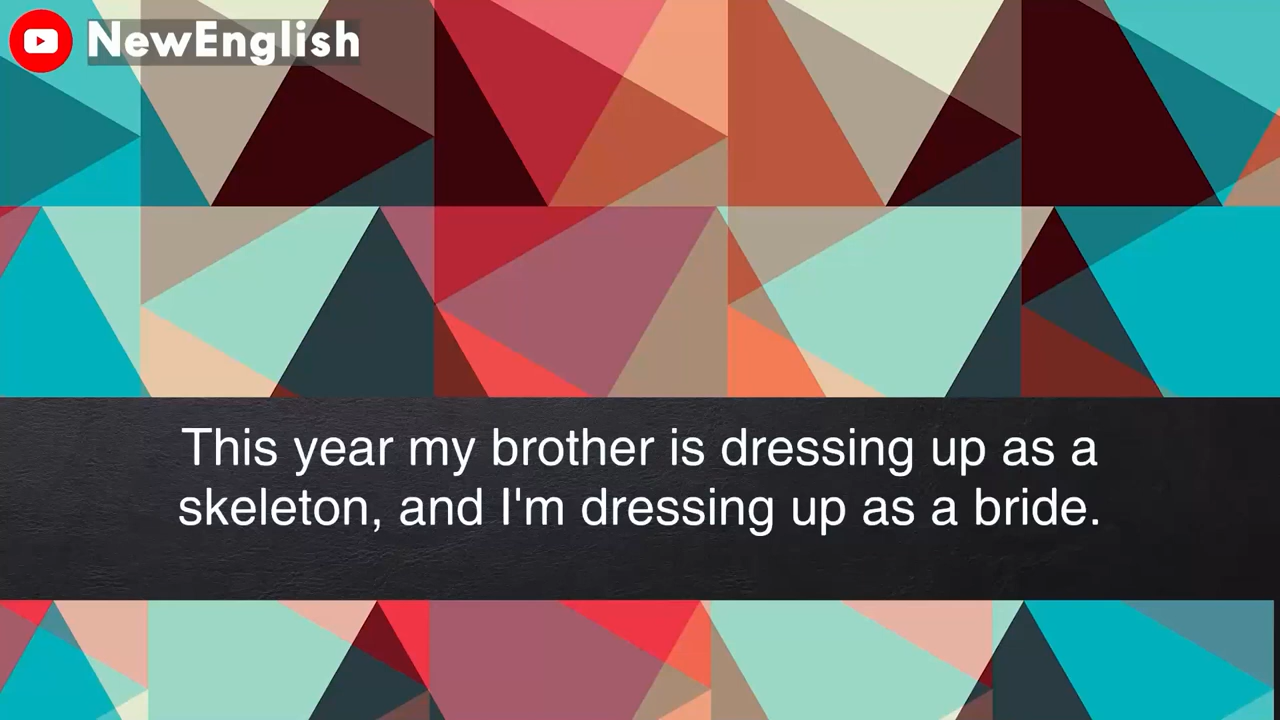 NewEnglish
This year my brother is dressing up as a
skeleton, and I'm dressing up as a bride.